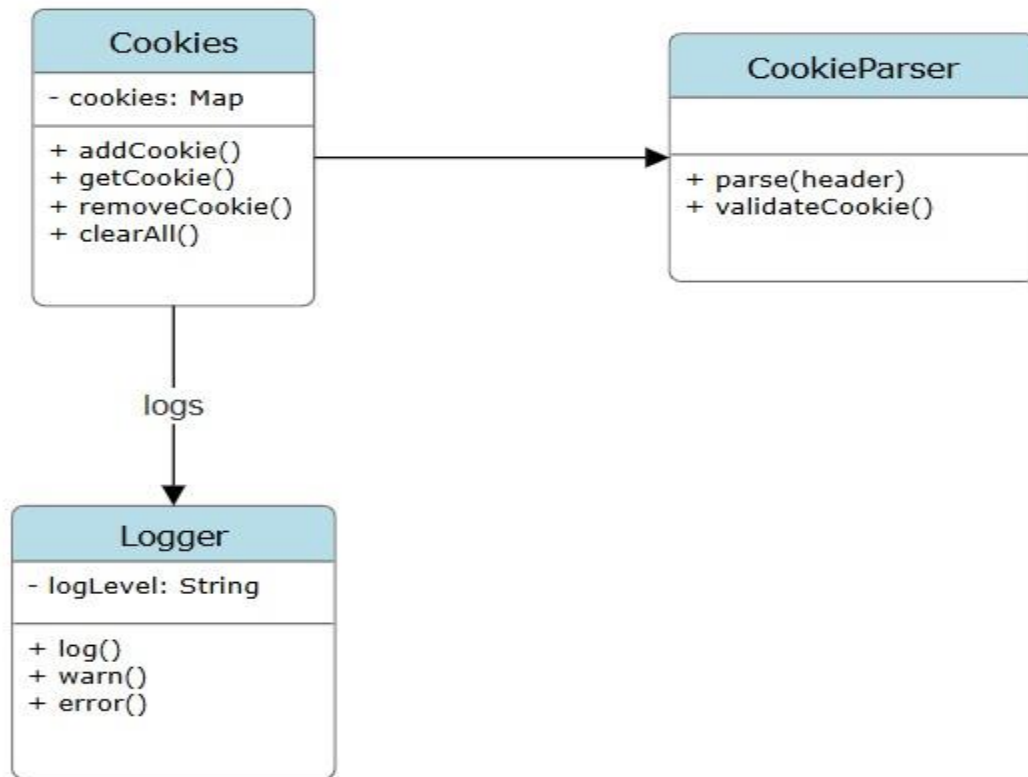 Cookies
- cookies: Map
+ addCookie()
+ getCookie()
+ removeCookie()
+ clearAll()
CookieParser
+ parse(header)
+ validateCookie()
logs
Logger
- logLevel: String
+ log()
+ warn()
+ error()